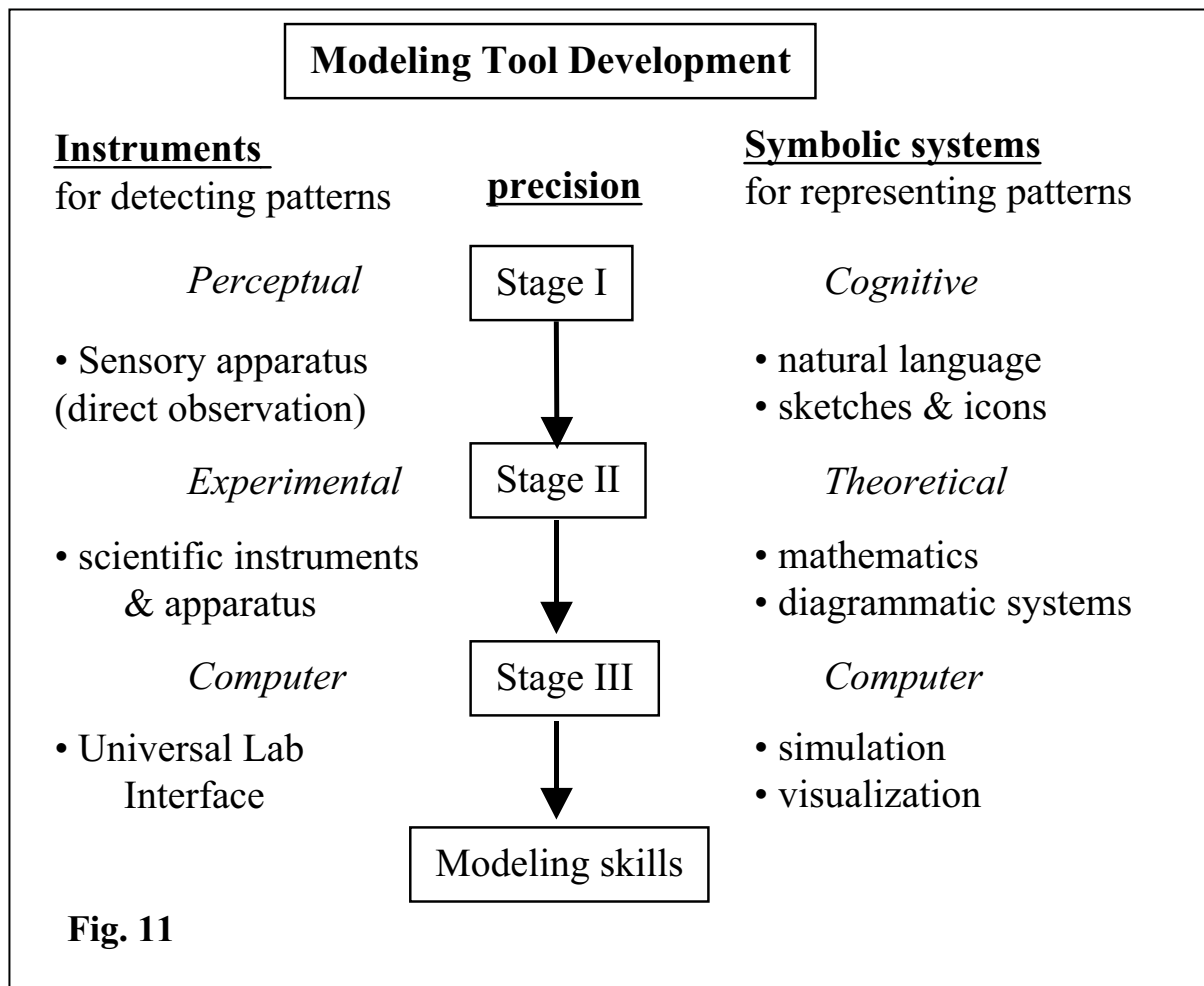 Modeling Tool Development
Instruments
for detecting patterns
precision
Symbolic systems
for representing patterns
Perceptual
Stage I
Cognitive
• Sensory apparatus
(direct observation)
• natural language
• sketches & icons
Experimental
Stage II
Theoretical
• scientific instruments
& apparatus
• mathematics
• diagrammatic systems
Computer
Stage III
Computer
• Universal Lab
Interface
• simulation
• visualization
Modeling skills
Fig. 11